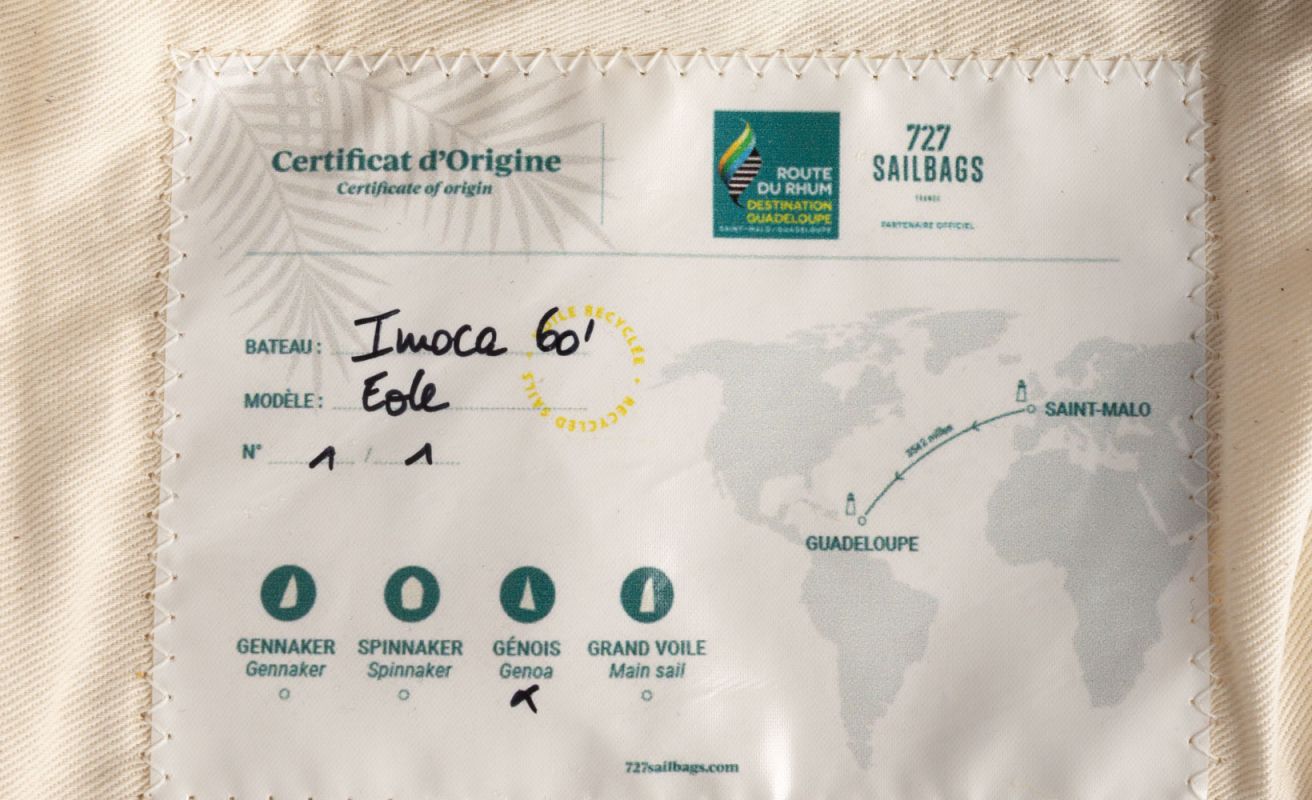 Certificat d'Origine
Certificate of origin
ROUTE
DU RHUM
DESTINATION
GUADELOUPE
SAINT-MALO/GUADELOUPE
727
SAILBAGS
FRANCE
PARTENAIRE OFFICIEL
BATEAU : Imoca 60'
MODÈLE : Eole
N° 1 / 1
VOILE RECYCLÉE • RECYCLED SAILS •
SAINT-MALO
3542 milles
GUADELOUPE
GENNAKER SPINNAKER GÉNOIS GRAND VOILE
Gennaker Spinnaker Genoa Main sail
727sailbags.com